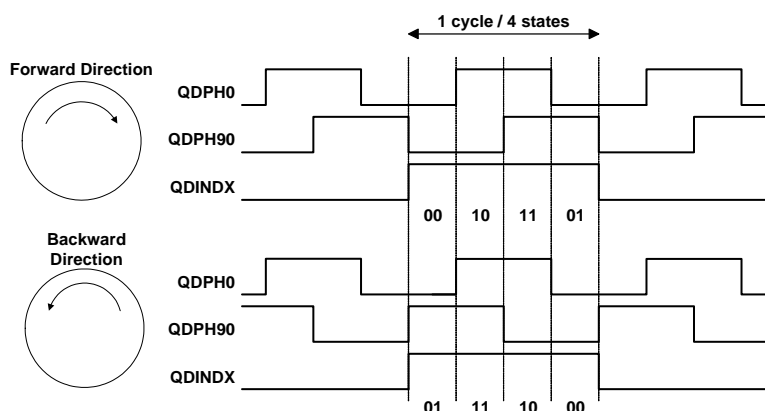 1 cycle / 4 states
Forward Direction
QDPH0
QDPH90
QDINDX
00 10 11 01
Backward
Direction
QDPH0
QDPH90
QDINDX
01 11 10 00